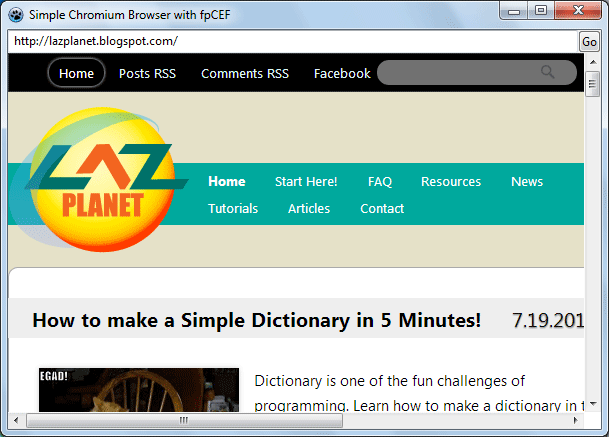 Simple Chromium Browser with fpCEF
http://lazplanet.blogspot.com/ Go
Home Posts RSS Comments RSS Facebook
LAZ
PLANET
Home Start Here! FAQ Resources News
Tutorials Articles Contact
How to make a Simple Dictionary in 5 Minutes! 7.19.201
EGAD!
Dictionary is one of the fun challenges of
programming. Learn how to make a dictionary in